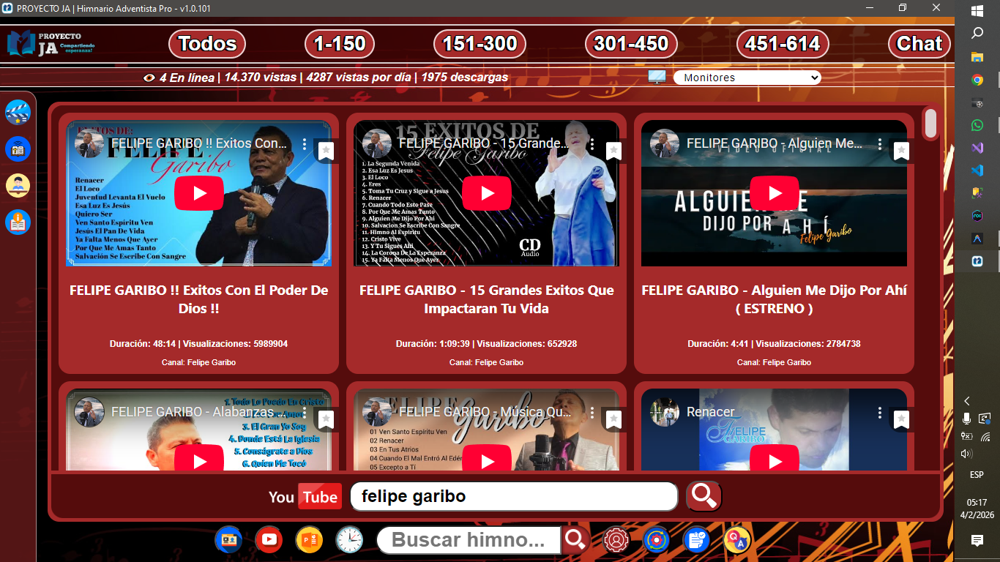 PROYECTO JA | Himnario Adventista Pro - v1.0.101
PROYECTO
JA Compartiendo esperanza!
Todos
1-150
151-300
301-450
451-614
Chat
4 En línea | 14.370 vistas | 4287 vistas por día | 1975 descargas
Monitores
EXITOS DE:
FELIPE
Garibo
FELIPE GARIBO !! Exitos Con...
Renacer
El Loco
Juventud Levanta El Vuelo
Esa Luz Es Jesús
Quiero Ser
Ven Santo Espíritu Ven
Jesús El Pan De Vida
Ya Falta Menos Que Ayer
Por Que Me Amas Tanto
Salvación Se Escribe Con Sangre
FELIPE GARIBO !! Exitos Con El Poder De
Dios !!
Duración: 48:14 | Visualizaciones: 5989904
Canal: Felipe Garibo
15 EXITOS DE
Felipe Garibo
FELIPE GARIBO - 15 Grande...
1. La Segunda Venida
2. Esa Luz Es Jesus
3. El Loco
4. Eres
5. Toma Tu Cruz y Sigue a Jesus
6. Renacer
7. Cuando Todo Esto Pase
8. Por Que Me Amas Tanto
9. Alguien Me Dijo Por Ahi
10. Salvacion Se Escribe Con Sangre
11. Himno Al Espiritu
12. Cristo Vive
13. Y Tu Sigues Ahi
14. La Corona De La Esperanza
15. Ya Falta Menos Que Ayer
CD
Audio
FELIPE GARIBO - 15 Grandes Exitos Que
Impactaran Tu Vida
Duración: 1:09:39 | Visualizaciones: 652928
Canal: Felipe Garibo
FELIPE GARIBO - Alguien Me...
ALGUIEN ME
DIJO POR AHÍ
Felipe Garibo
FELIPE GARIBO - Alguien Me Dijo Por Ahí
( ESTRENO )
Duración: 4:41 | Visualizaciones: 2784738
Canal: Felipe Garibo
FELIPE GARIBO - Alabanzas...
1. Todo Lo Puedo En Cristo
3. El Gran Yo Soy
4. Donde Está La Iglesia
5. Conságrate a Dios
6. Quien Me Tocó
FELIPE
Garibo
FELIPE GARIBO - Música Qu...
01 Ven Santo Espíritu Ven
02 Renacer
03 En Tus Atrios
04 Cuando El Mal Entró Al Edén
05 Excepto a Tí
Renacer
FELIPE
GARIBO
You Tube
felipe garibo
Buscar himno...
ESP
05:17
4/2/2026